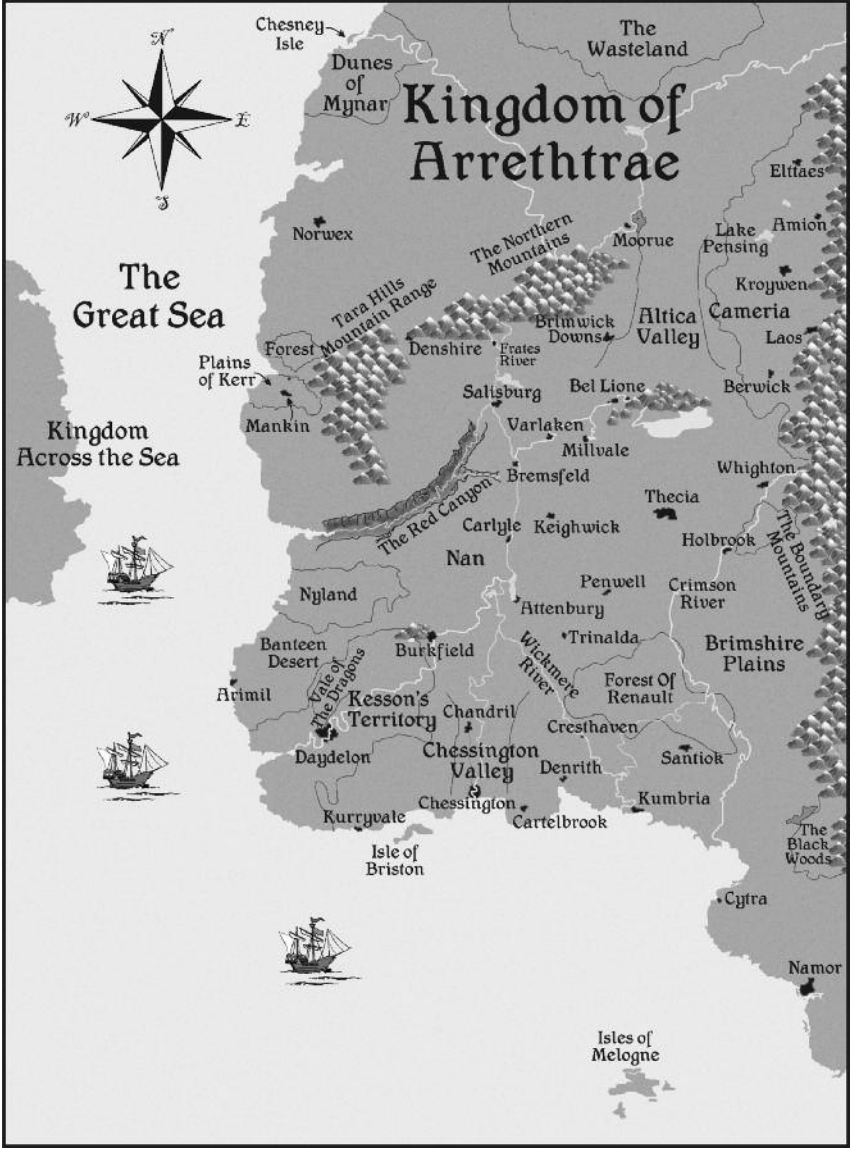 Chesney
Isle
The
Wasteland
Dunes
of
Mynar
N
W
E
S
Kingdom of
Arrethtrae
Elttaes
Norwex
The Northern
Mountains
Moorue
Lake
Pensing
Amion
The
Great Sea
Kroywen
Tara Hills
Mountain Range
Altica
Valley
Cameria
Forest
Denshire
Frates
River
Brimwick
Downs
Laos
Plains
of Kerr
Salisburg
Bel Lione
Berwick
Mankin
Varlaken
Millvale
Kingdom
Across the Sea
Bremsfeld
Whighton
The Red Canyon
Thecia
Carlyle
Keighwick
Holbrook
The Boundary
Mountains
Nan
Nyland
Penwell
Crimson
River
Attenbury
Banteen
Desert
Burkfield
Trinalda
Wickmere
River
Brimshire
Plains
Vale of
The Dragons
Arimil
Kesson's
Territory
Forest Of
Renault
Chandril
Cresthaven
Daydelon
Chessington
Valley
Denrith
Santiok
Chessington
Kumbria
Kurryvale
Cartelbrook
Isle of
Briston
The
Black
Woods
Cytra
Namor
Isles of
Melogne